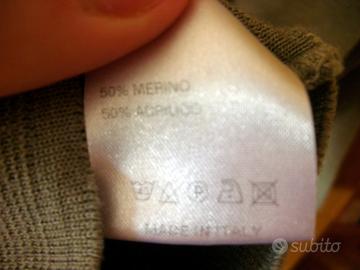 50% MERINO
50% ACRILICO
MADE IN ITALY
subito